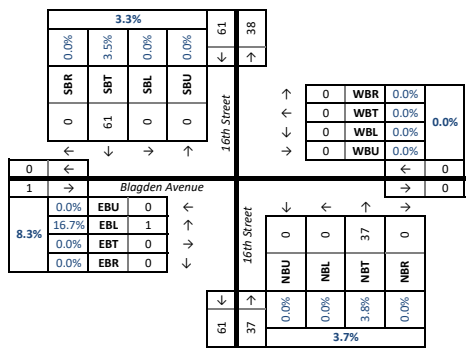 3.3% 61 38
0.0% 3.5% 0.0% 0.0% ↓ ↑
SBR SBT SBL SBU 16th Street
0 61 0 0
← ↓ → ↑
↑ 0 WBR 0.0%
← 0 WBT 0.0% 0.0%
↓ 0 WBL 0.0%
→ 0 WBU 0.0%
0 ← ← 0
1 → Blagden Avenue → 0
8.3%
0.0% EBU 0 ←
16.7% EBL 1 ↑
0.0% EBT 0 →
0.0% EBR 0 ↓
16th Street ↓ ← ↑ →
0 0 37 0
NBU NBL NBT NBR
↓ ↑ 0.0% 0.0% 3.8% 0.0%
61 37 3.7%